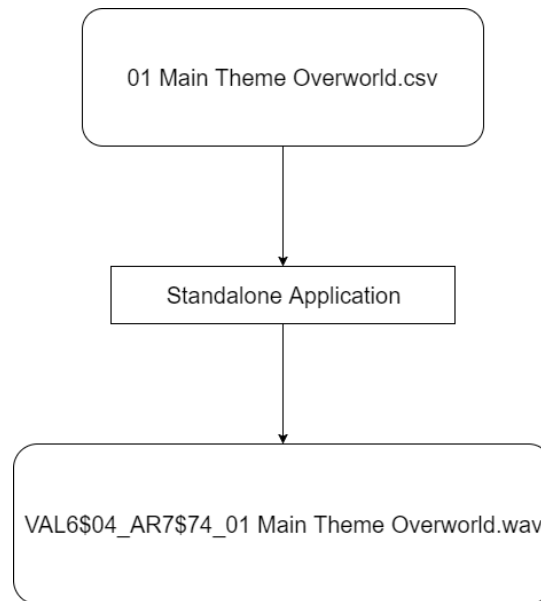 01 Main Theme Overworld.csv
Standalone Application
VAL6$04_AR7$74_01 Main Theme Overworld.wav